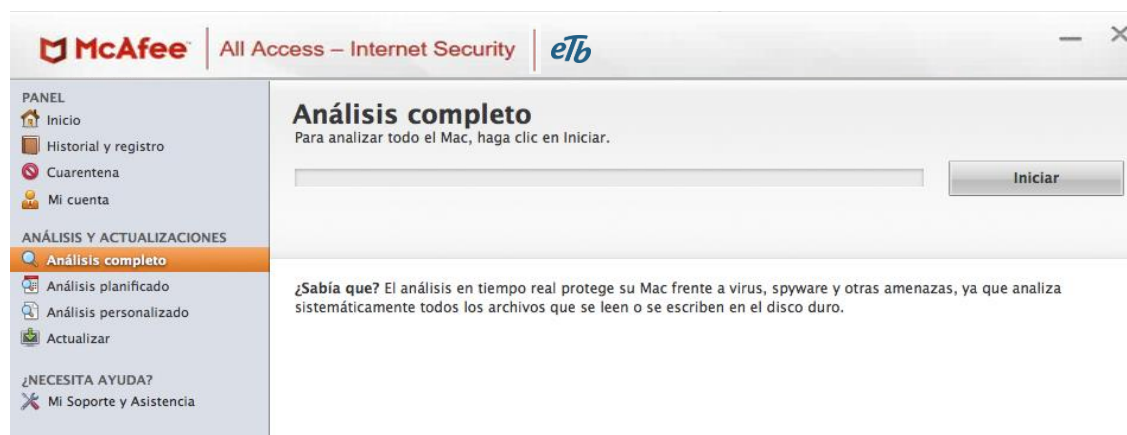 McAfee All Access – Internet Security eTb
PANEL
Inicio
Historial y registro
Cuarentena
Mi cuenta
ANÁLISIS Y ACTUALIZACIONES
Análisis completo
Análisis planificado
Análisis personalizado
Actualizar
¿NECESITA AYUDA?
Mi Soporte y Asistencia
Análisis completo
Para analizar todo el Mac, haga clic en Iniciar.
Iniciar
¿Sabía que? El análisis en tiempo real protege su Mac frente a virus, spyware y otras amenazas, ya que analiza
sistemáticamente todos los archivos que se leen o se escriben en el disco duro.